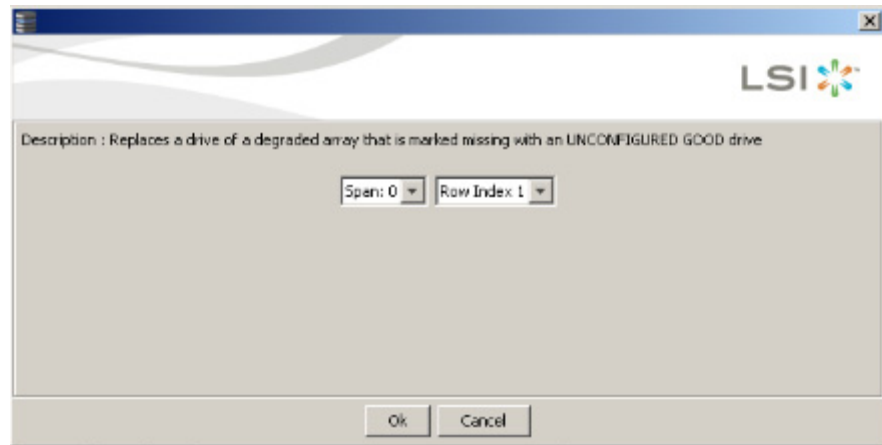 LSI
Description : Replaces a drive of a degraded array that is marked missing with an UNCONFIGURED GOOD drive
Span: 0 Row Index 1
Ok Cancel